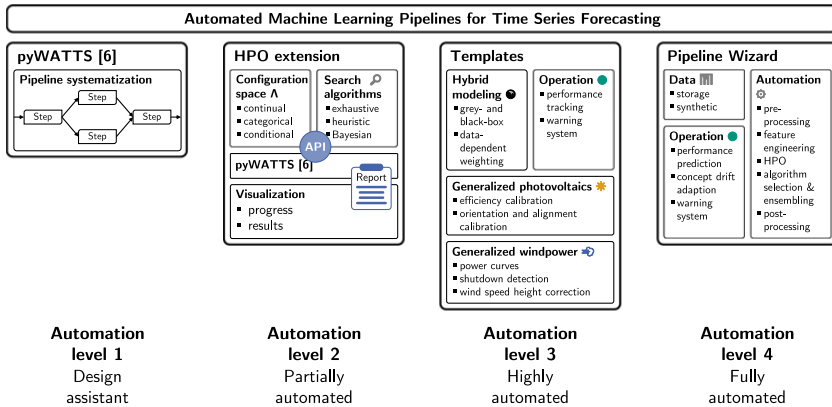 Automated Machine Learning Pipelines for Time Series Forecasting
pyWATTS [6]
Pipeline systematization
Step
Step
Step
Step
HPO extension
Configuration
space Λ
▪ continual
▪ categorical
▪ conditional
Search
algorithms
▪ exhaustive
▪ heuristic
▪ Bayesian
API
pyWATTS [6]
Report
Visualization
▪ progress
▪ results
Templates
Hybrid
modeling
▪ grey- and
black-box
▪ data-
dependent
weighting
Operation
▪ performance
tracking
▪ warning
system
Generalized photovoltaics
▪ efficiency calibration
▪ orientation and alignment
calibration
Generalized windpower
▪ power curves
▪ shutdown detection
▪ wind speed height correction
Pipeline Wizard
Data
▪ storage
▪ synthetic
Operation
▪ performance
prediction
▪ concept drift
adaption
▪ warning
system
Automation
▪ pre-
processing
▪ feature
engineering
▪ HPO
▪ algorithm
selection &
ensembling
▪ post-
processing
Automation
level 1
Design
assistant
Automation
level 2
Partially
automated
Automation
level 3
Highly
automated
Automation
level 4
Fully
automated